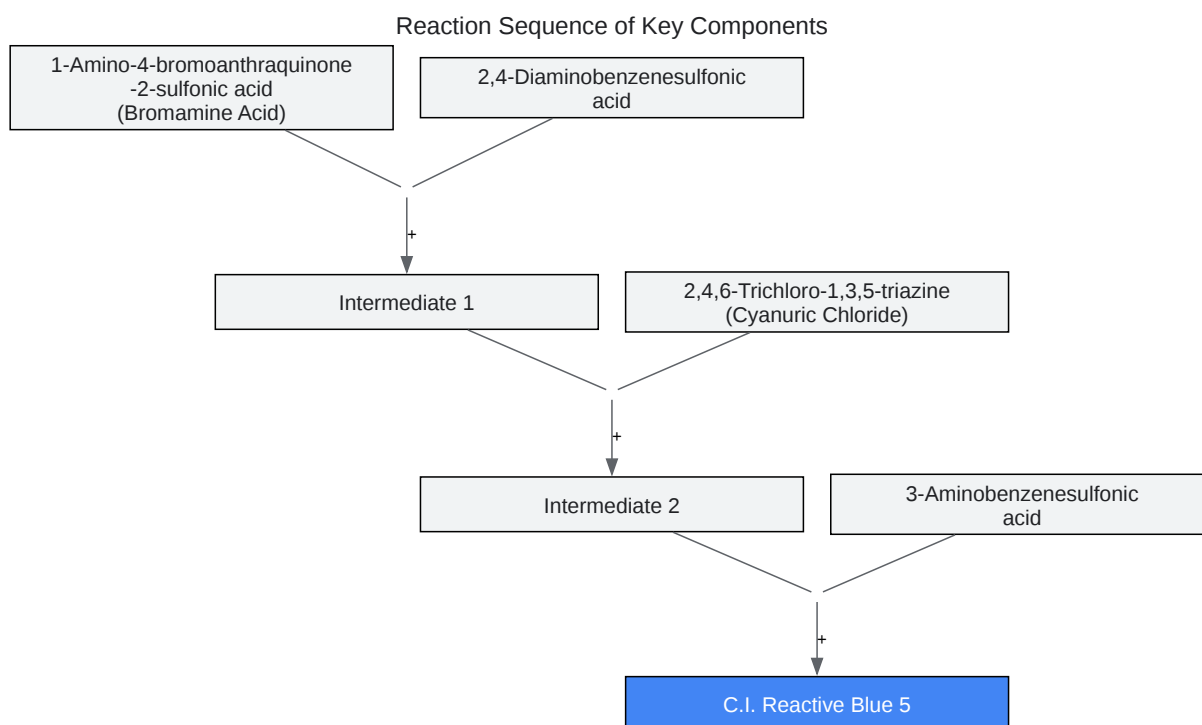 Reaction Sequence of Key Components
1-Amino-4-bromoanthraquinone
-2-sulfonic acid
(Bromamine Acid)
2,4-Diaminobenzenesulfonic
acid
+
Intermediate 1
2,4,6-Trichloro-1,3,5-triazine
(Cyanuric Chloride)
+
Intermediate 2
3-Aminobenzenesulfonic
acid
+
C.I. Reactive Blue 5